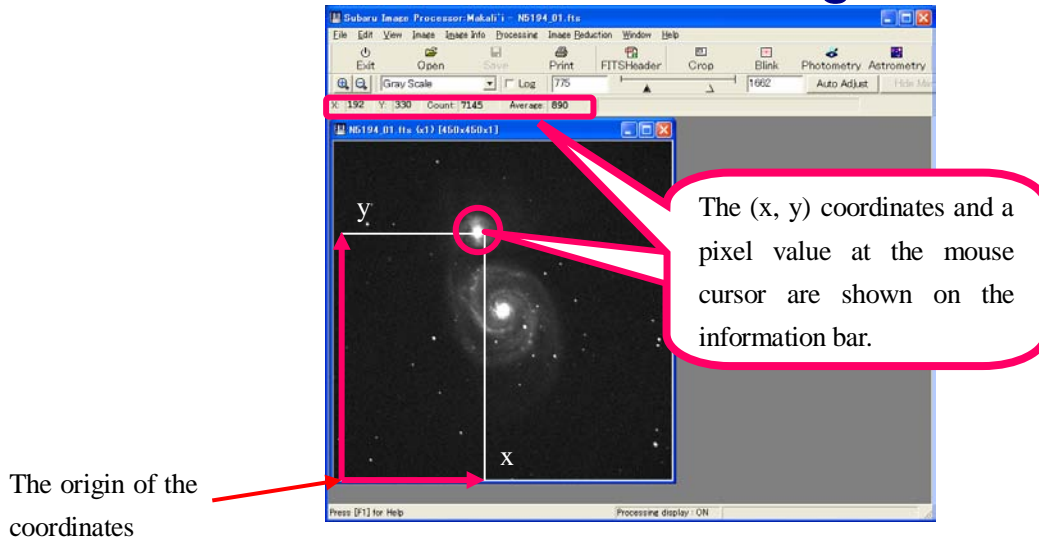 Subaru Image Processor:Makali`i - N5194_01.fts
File Edit View Image Image Info Processing Image Reduction Window Help
Exit Open Save Print FITSHeader Crop Blink Photometry Astrometry
Gray Scale Log 775 1662 Auto Adjust
X: 192 Y: 330 Count: 7145 Average: 890
N5194_01.fts (x1) [450x450x1]
y
The (x, y) coordinates and a
pixel value at the mouse
cursor are shown on the
information bar.
x
The origin of the
coordinates
Press [F1] for Help Processing display : ON